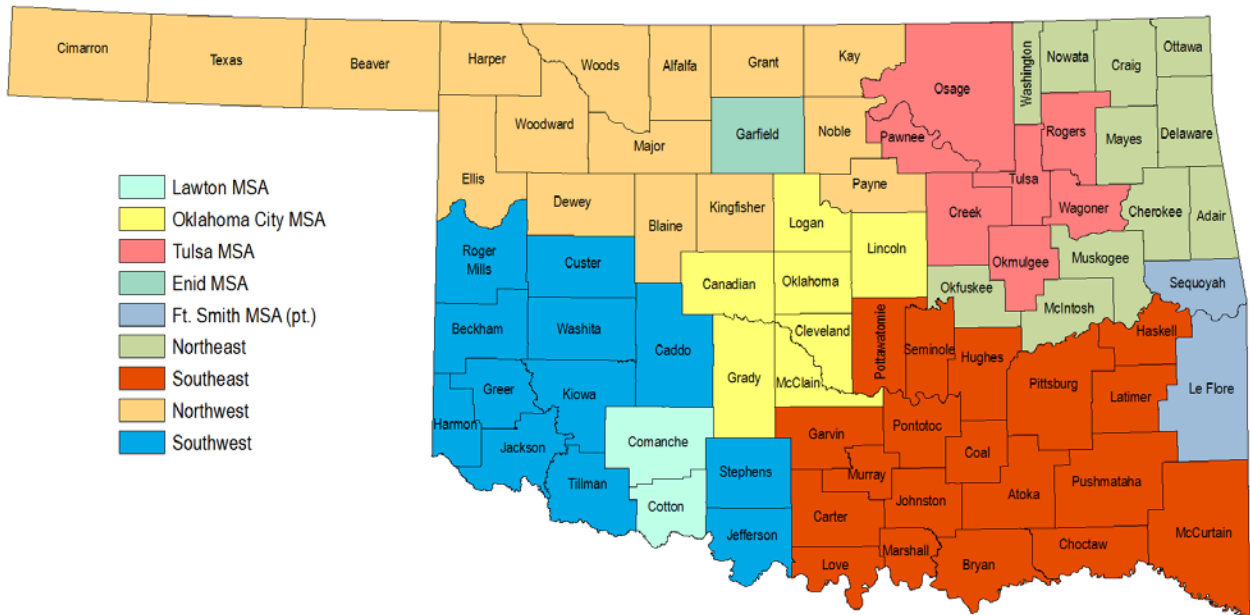 Cimarron
Texas
Beaver
Harper
Woods
Alfalfa
Grant
Kay
Osage
Washington
Nowata
Craig
Ottawa
Woodward
Major
Garfield
Noble
Pawnee
Rogers
Mayes
Delaware
Ellis
Dewey
Blaine
Kingfisher
Logan
Payne
Creek
Tulsa
Wagoner
Cherokee
Adair
Lawton MSA
Oklahoma City MSA
Tulsa MSA
Enid MSA
Ft. Smith MSA (pt.)
Northeast
Southeast
Northwest
Southwest
Roger
Mills
Custer
Canadian
Oklahoma
Lincoln
Okmulgee
Okfuskee
Muskogee
McIntosh
Sequoyah
Beckham
Washita
Caddo
Grady
Cleveland
McClain
Pottawatomie
Seminole
Hughes
Pittsburg
Haskell
Latimer
Le Flore
Harmon
Greer
Kiowa
Jackson
Tillman
Comanche
Cotton
Stephens
Jefferson
Garvin
Murray
Pontotoc
Coal
Carter
Johnston
Atoka
Pushmataha
Love
Marshall
Bryan
Choctaw
McCurtain